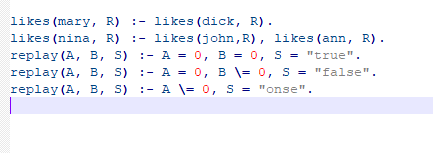 likes(mary, R) :- likes(dick, R).
likes(nina, R) :- likes(john,R), likes(ann, R).
replay(A, B, S) :- A = 0, B = 0, S = "true".
replay(A, B, S) :- A = 0, B \= 0, S = "false".
replay(A, B, S) :- A \= 0, S = "onse".